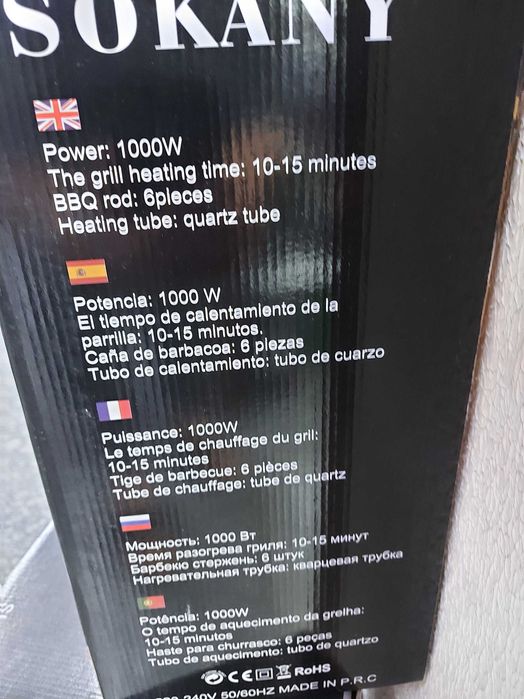 SOKANY
Power: 1000W
The grill heating time: 10-15 minutes
BBQ rod: 6pieces
Heating tube: quartz tube
Potencia: 1000 W
El tiempo de calentamiento de la
parrilla: 10-15 minutos.
Caña de barbacoa: 6 piezas
Tubo de calentamiento: tubo de cuarzo
Puissance: 1000W
Le temps de chauffage du gril:
10-15 minutes
Tige de barbecue: 6 pièces
Tube de chauffage: tube de quartz
Мощность: 1000 Вт
Время разогрева гриля: 10-15 минут
Барбекю стержень: 6 штук
Нагревательная трубка: кварцевая трубка
Potência: 1000W
O tempo de aquecimento da grelha:
10-15 minutos
Haste para churrasco: 6 peças
Tubo de aquecimento: tubo de quartzo
CE RoHS
240V 50/60HZ MADE IN P.R.C